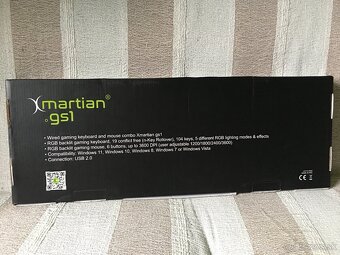 Xmartian®
.gs1
• Wired gaming keyboard and mouse combo Xmartian gs1
• RGB backlit gaming keyboard, 19 conflict free (n-Key Rollover), 104 keys, 5 different RGB lighting modes & effects
• RGB backlit gaming mouse, 6 buttons, up to 3600 DPI (user adjustable 1200/1800/2400/3600)
• Compatibility: Windows 11, Windows 10, Windows 8, Windows 7 or Windows Vista
• Connection: USB 2.0
CE